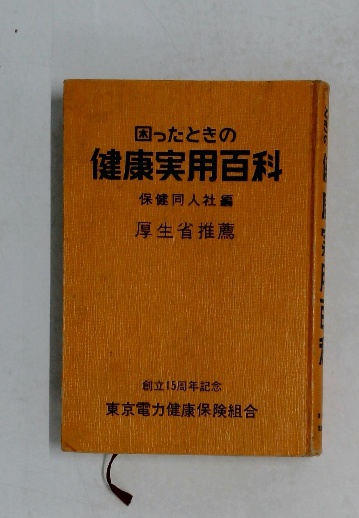 困ったときの
健康実用百科
保健同人社編
厚生省推薦
創立15周年記念
東京電力健康保険組合